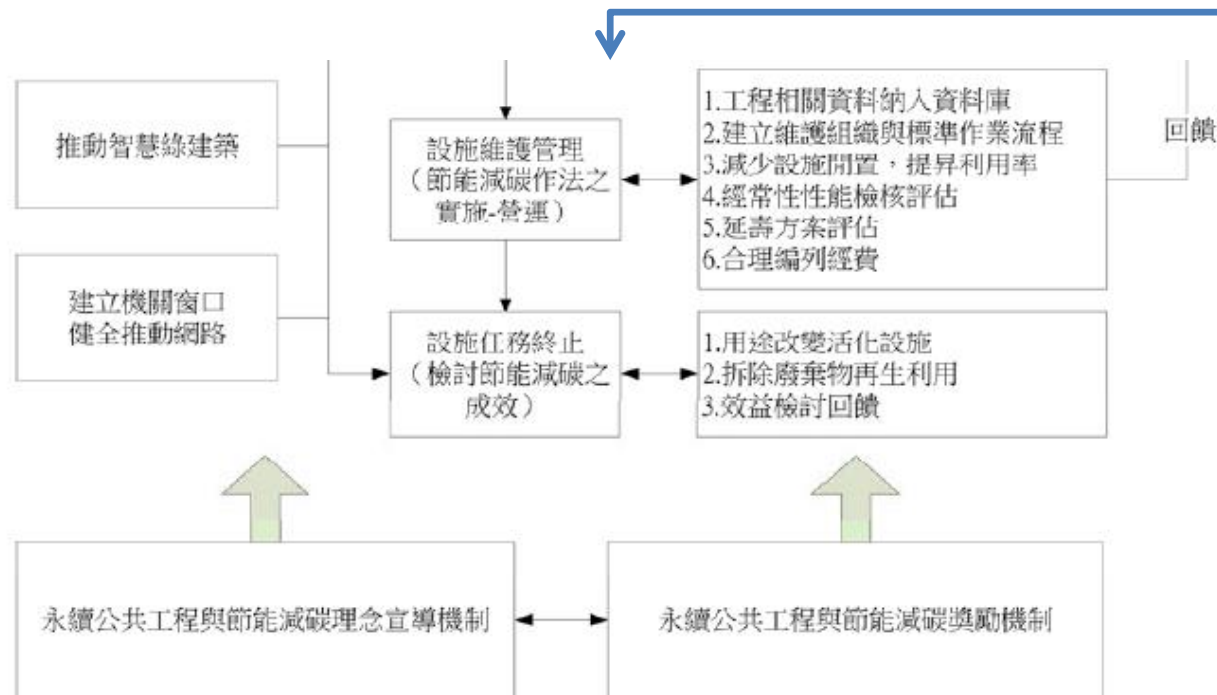 推動智慧綠建築
設施維護管理
（節能減碳作法之
實施-營運）
1.工程相關資料納入資料庫
2.建立維護組織與標準作業流程
3.減少設施閒置，提昇利用率
4.經常性性能檢核評估
5.延壽方案評估
6.合理編列經費
回饋
建立機關窗口
健全推動網路
設施任務終止
（檢討節能減碳之
成效）
1.用途改變活化設施
2.拆除廢棄物再生利用
3.效益檢討回饋
永續公共工程與節能減碳理念宣導機制
永續公共工程與節能減碳獎勵機制